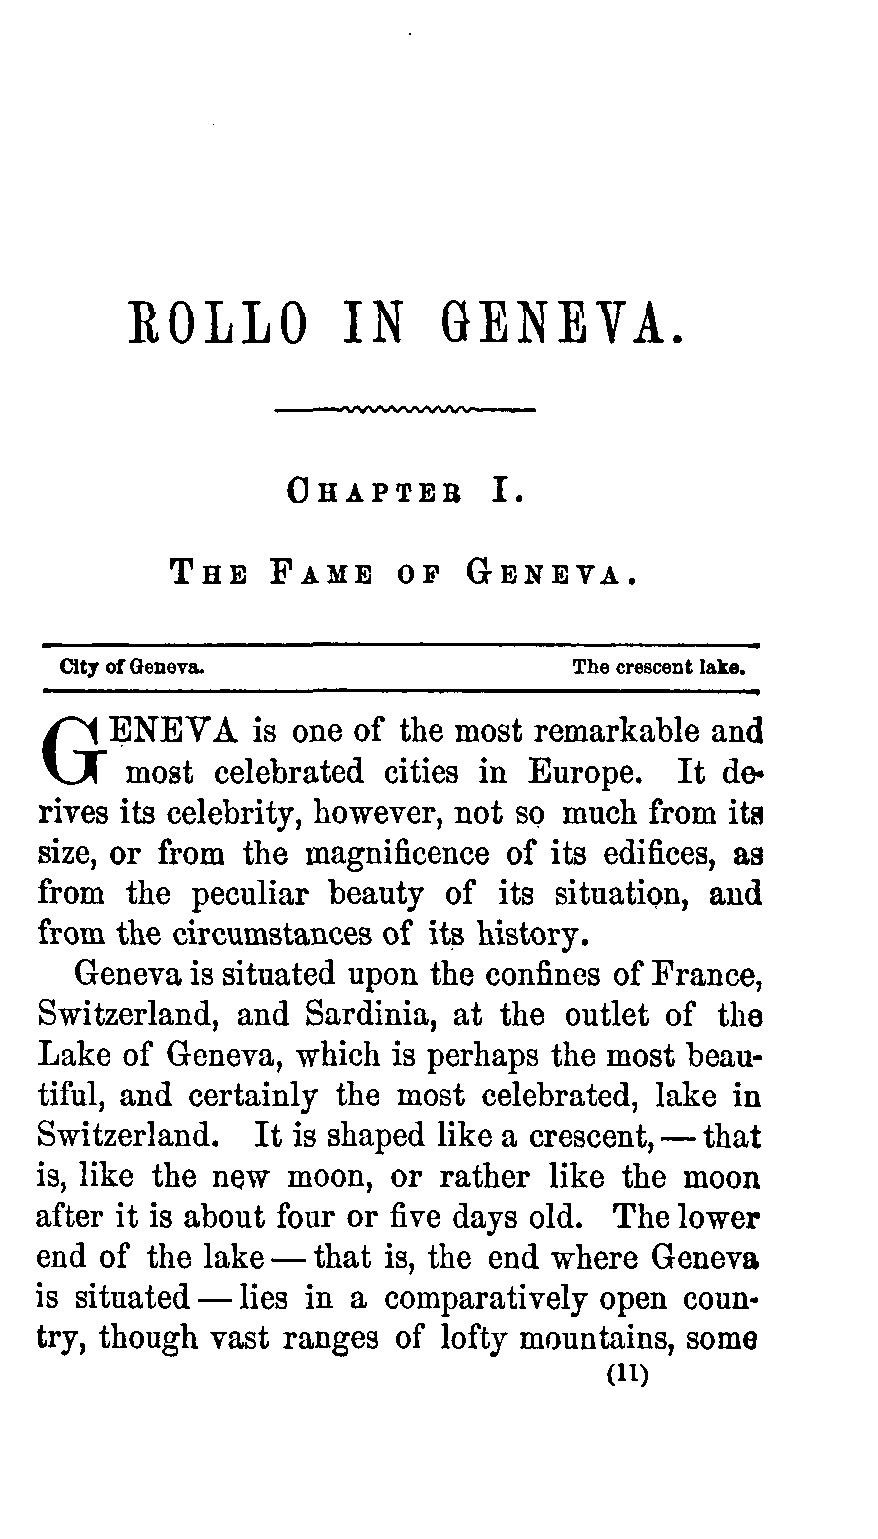 ROLLO IN GENEVA.
CHAPTER I.
THE FAME OF GENEVA.
City of Geneva. The crescent lake.
GENEVA is one of the most remarkable and
most celebrated cities in Europe. It de-
rives its celebrity, however, not so much from its
size, or from the magnificence of its edifices, as
from the peculiar beauty of its situation, and
from the circumstances of its history.
Geneva is situated upon the confines of France,
Switzerland, and Sardinia, at the outlet of the
Lake of Geneva, which is perhaps the most beau-
tiful, and certainly the most celebrated, lake in
Switzerland. It is shaped like a crescent, — that
is, like the new moon, or rather like the moon
after it is about four or five days old. The lower
end of the lake — that is, the end where Geneva
is situated — lies in a comparatively open coun-
try, though vast ranges of lofty mountains, some
(11)